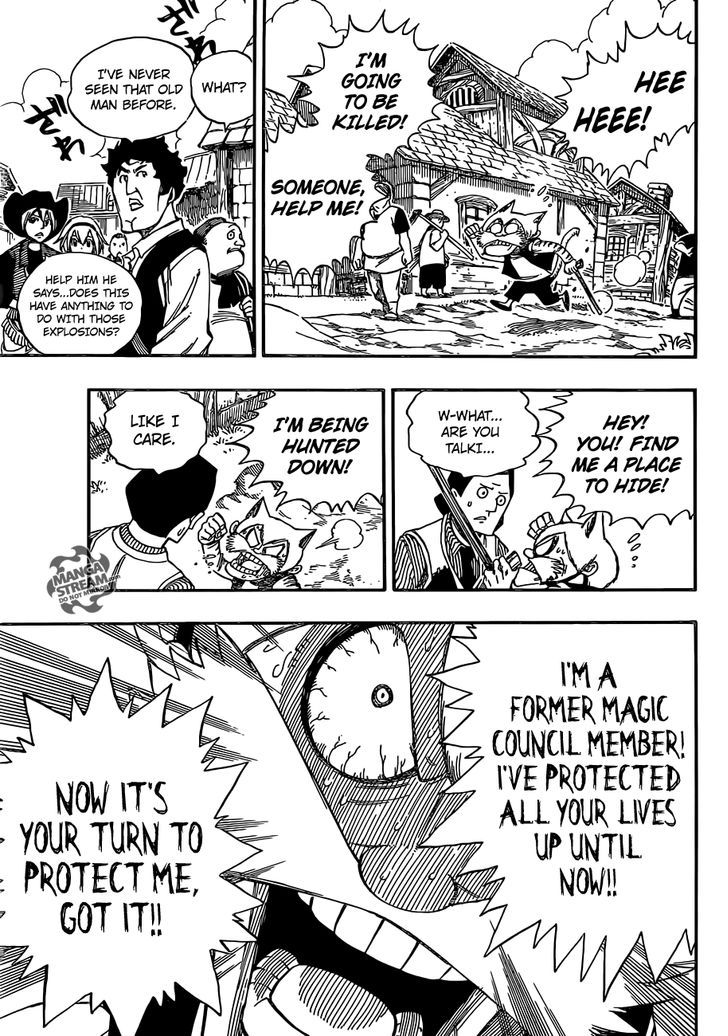 HEE
HEEE!
I'M
GOING
TO BE
KILLED!
SOMEONE,
HELP ME!
WHAT?
I'VE NEVER
SEEN THAT OLD
MAN BEFORE.
HELP HIM HE
SAYS...DOES THIS
HAVE ANYTHING TO
DO WITH THOSE
EXPLOSIONS?
HEY!
YOU! FIND
ME A PLACE
TO HIDE!
W-WHAT...
ARE YOU
TALKI...
I'M BEING
HUNTED
DOWN!
LIKE I
CARE.
MANGA
STREAM
I'M A
FORMER MAGIC
COUNCIL MEMBER!
I'VE PROTECTED
ALL YOUR LIVES
UP UNTIL
NOW!!
NOW IT'S
YOUR TURN TO
PROTECT ME,
GOT IT!!